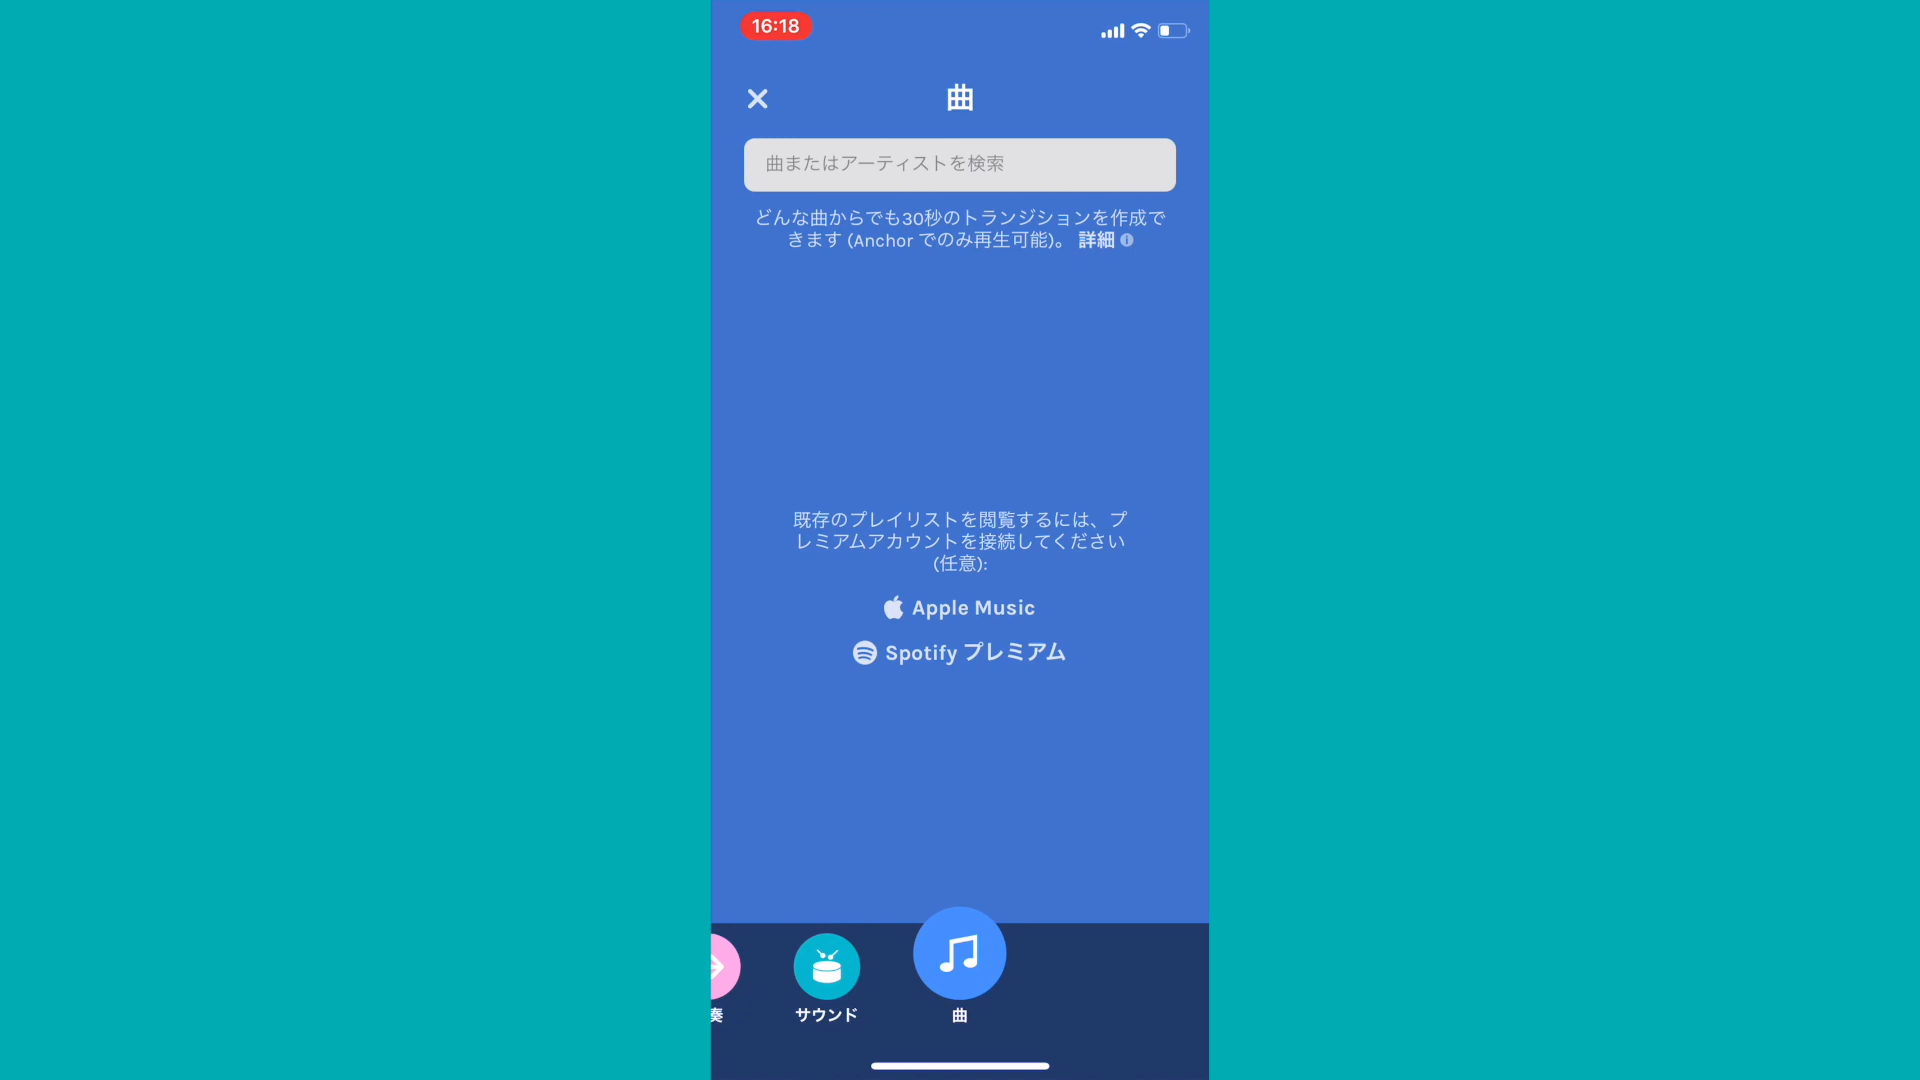 16:18
曲
曲またはアーティストを検索
どんな曲からでも30秒のトランジションを作成で
きます (Anchor でのみ再生可能)。 詳細
既存のプレイリストを閲覧するには、プ
レミアムアカウントを接続してください
(任意):
Apple Music
Spotify プレミアム
奏
サウンド
曲